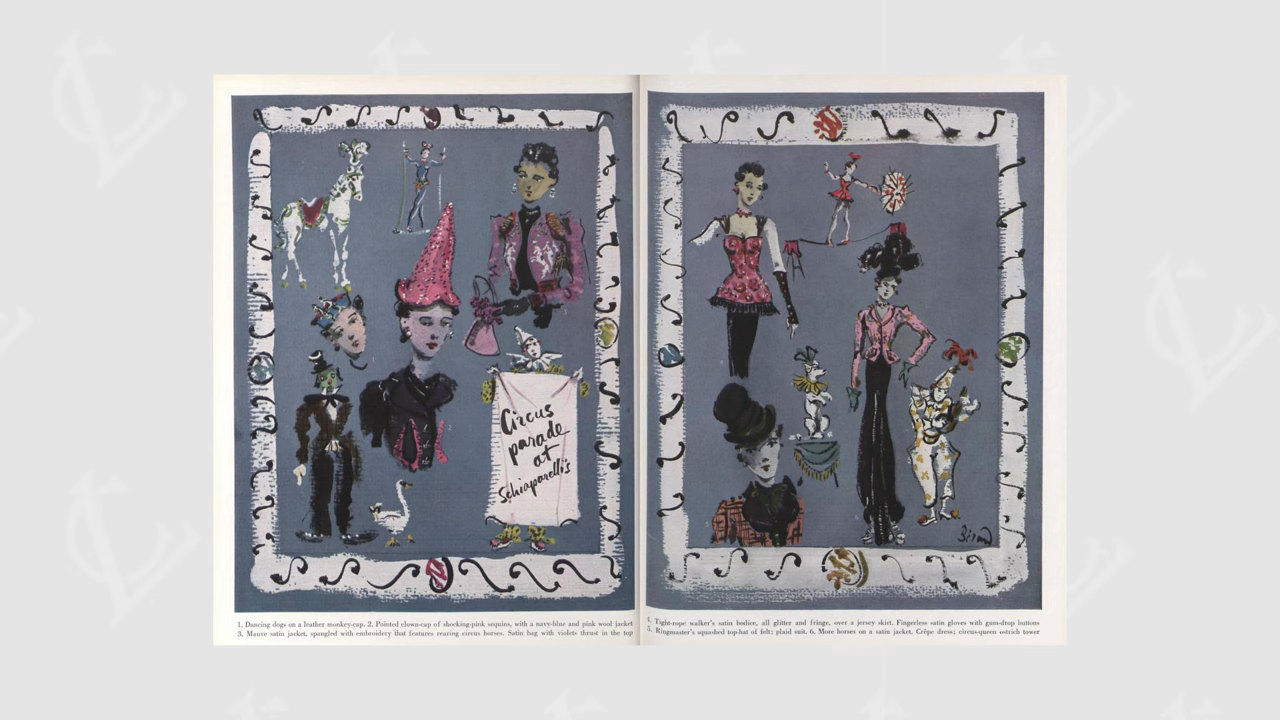 Circus
parade
at
Schiaparelli's
Bérard
1. Dancing dogs on a leather monkey-cap. 2. Pointed clown-cap of shocking-pink sequins, with a navy-blue and pink wool jacket
3. Mauve satin jacket, spangled with embroidery that features rearing circus horses. Satin bag with violets thrust in the top
4. Tight-rope walker's satin bodice, all glitter and fringe, over a jersey skirt. Fingerless satin gloves with gum-drop buttons
5. Ringmaster's squashed top-hat of felt; plaid suit. 6. More horses on a satin jacket. Crêpe dress; circus-queen ostrich tower